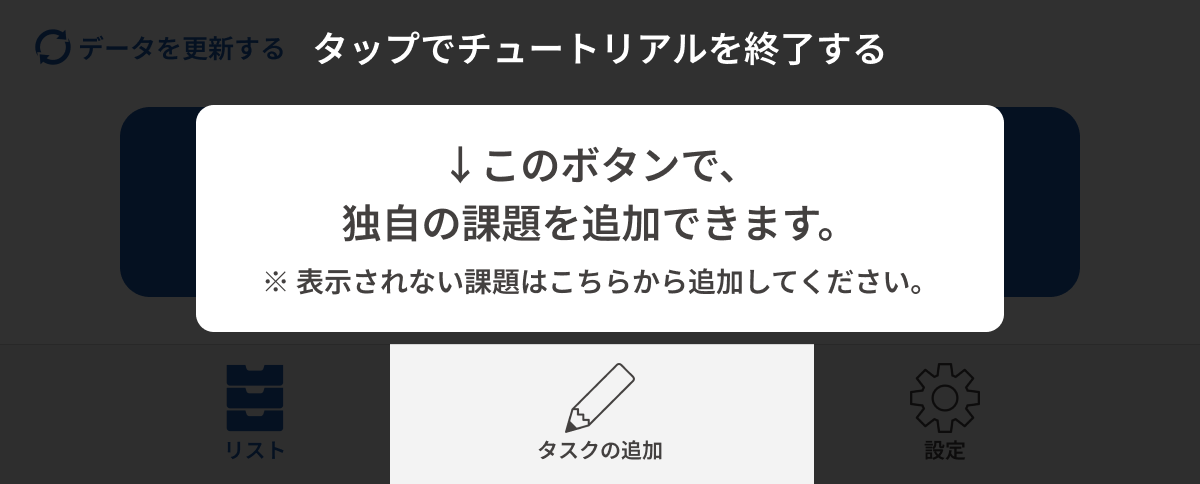 データを更新する
タップでチュートリアルを終了する
↓このボタンで、
独自の課題を追加できます。
※ 表示されない課題はこちらから追加してください。
リスト
タスクの追加
設定